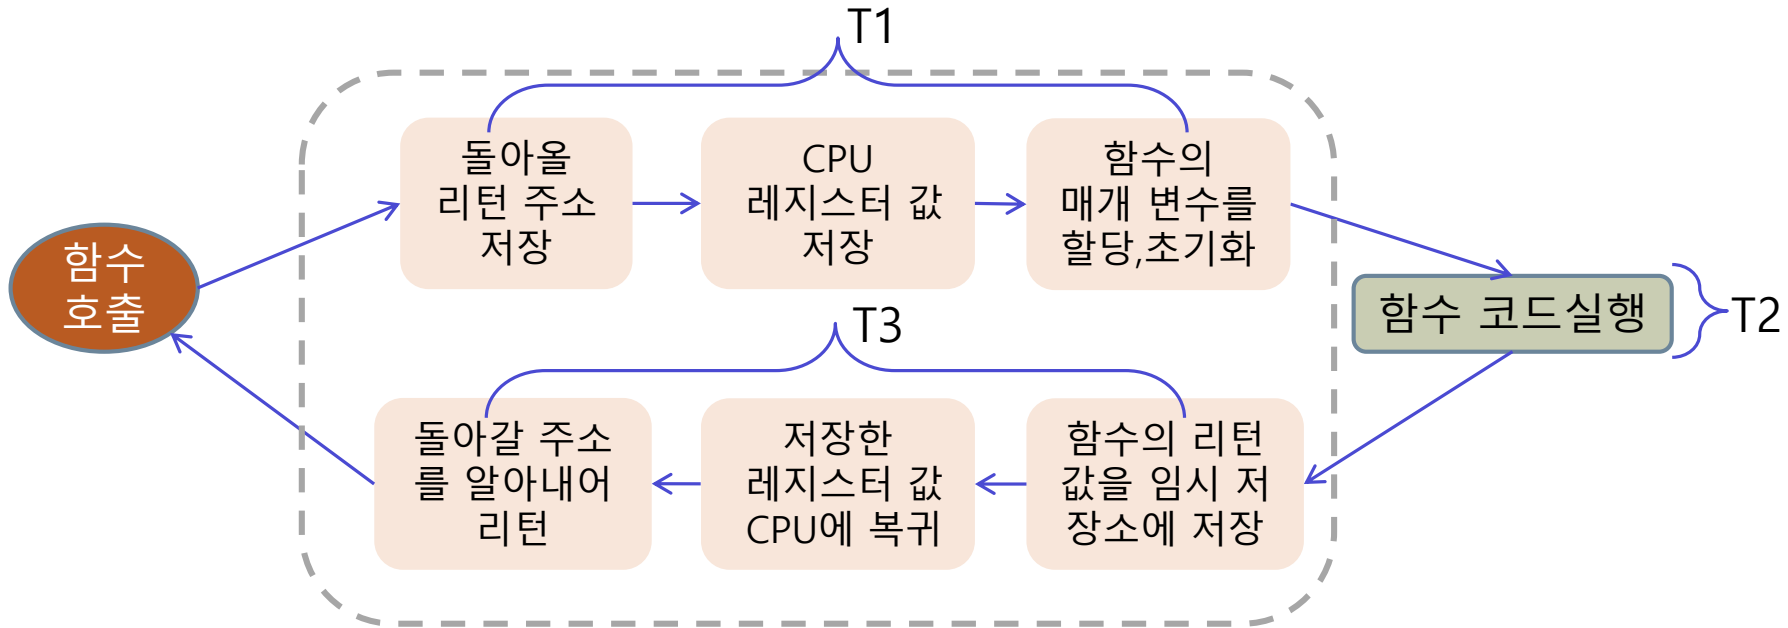 T1
돌아올
리턴 주소
저장
CPU
레지스터 값
저장
함수의
매개 변수를
할당,초기화
함수
호출
함수 코드실행
T2
T3
돌아갈 주소
를 알아내어
리턴
저장한
레지스터 값
CPU에 복귀
함수의 리턴
값을 임시 저
장소에 저장